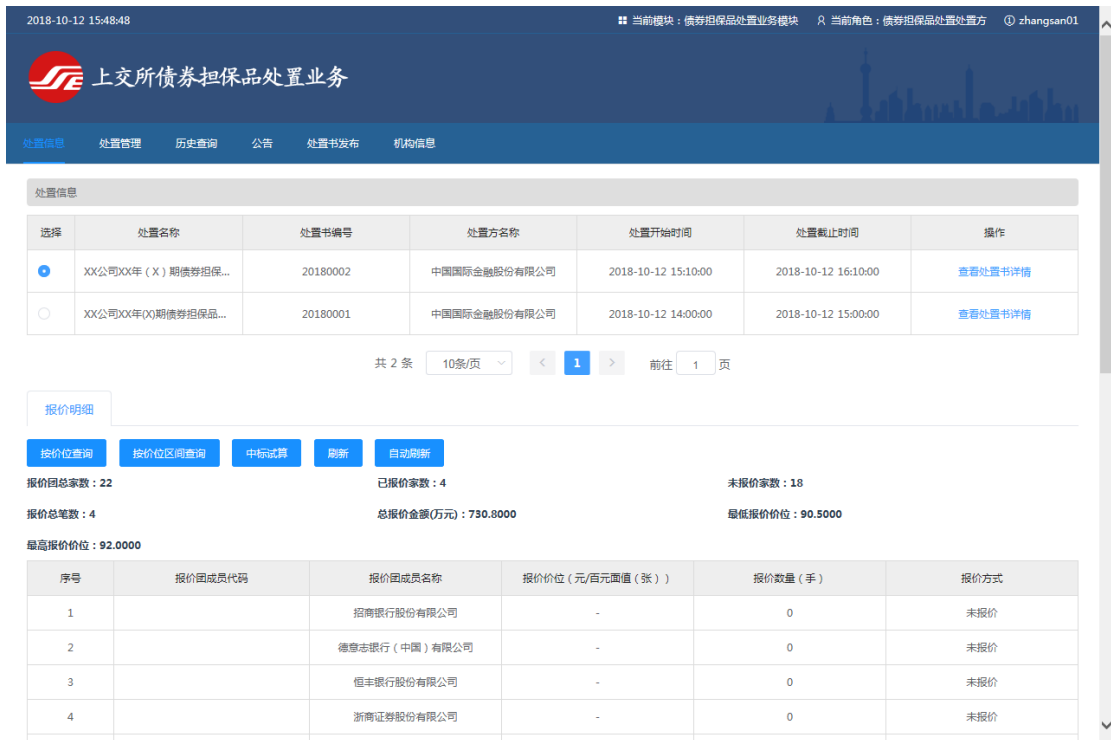 2018-10-12 15:48:48 当前模块：债券担保品处置业务模块 当前角色：债券担保品处置处置方 zhangsan01
上交所债券担保品处置业务
处置信息 处置管理 历史查询 公告 处置书发布 机构信息
处置信息
选择 处置名称 处置书编号 处置方名称 处置开始时间 处置截止时间 操作
XX公司XX年（X）期债券担保... 20180002 中国国际金融股份有限公司 2018-10-12 15:10:00 2018-10-12 16:10:00 查看处置书详情
XX公司XX年(X)期债券担保品... 20180001 中国国际金融股份有限公司 2018-10-12 14:00:00 2018-10-12 15:00:00 查看处置书详情
共 2 条 10条/页 < 1 > 前往 1 页
报价明细
按价位查询 按价位区间查询 中标试算 刷新 自动刷新
报价团总家数：22 已报价家数：4 未报价家数：18
报价总笔数：4 总报价金额(万元)：730.8000 最低报价价位：90.5000
最高报价价位：92.0000
序号 报价团成员代码 报价团成员名称 报价价位（元/百元面值（张）） 报价数量（手） 报价方式
1 招商银行股份有限公司 - 0 未报价
2 德意志银行（中国）有限公司 - 0 未报价
3 恒丰银行股份有限公司 - 0 未报价
4 浙商证券股份有限公司 - 0 未报价